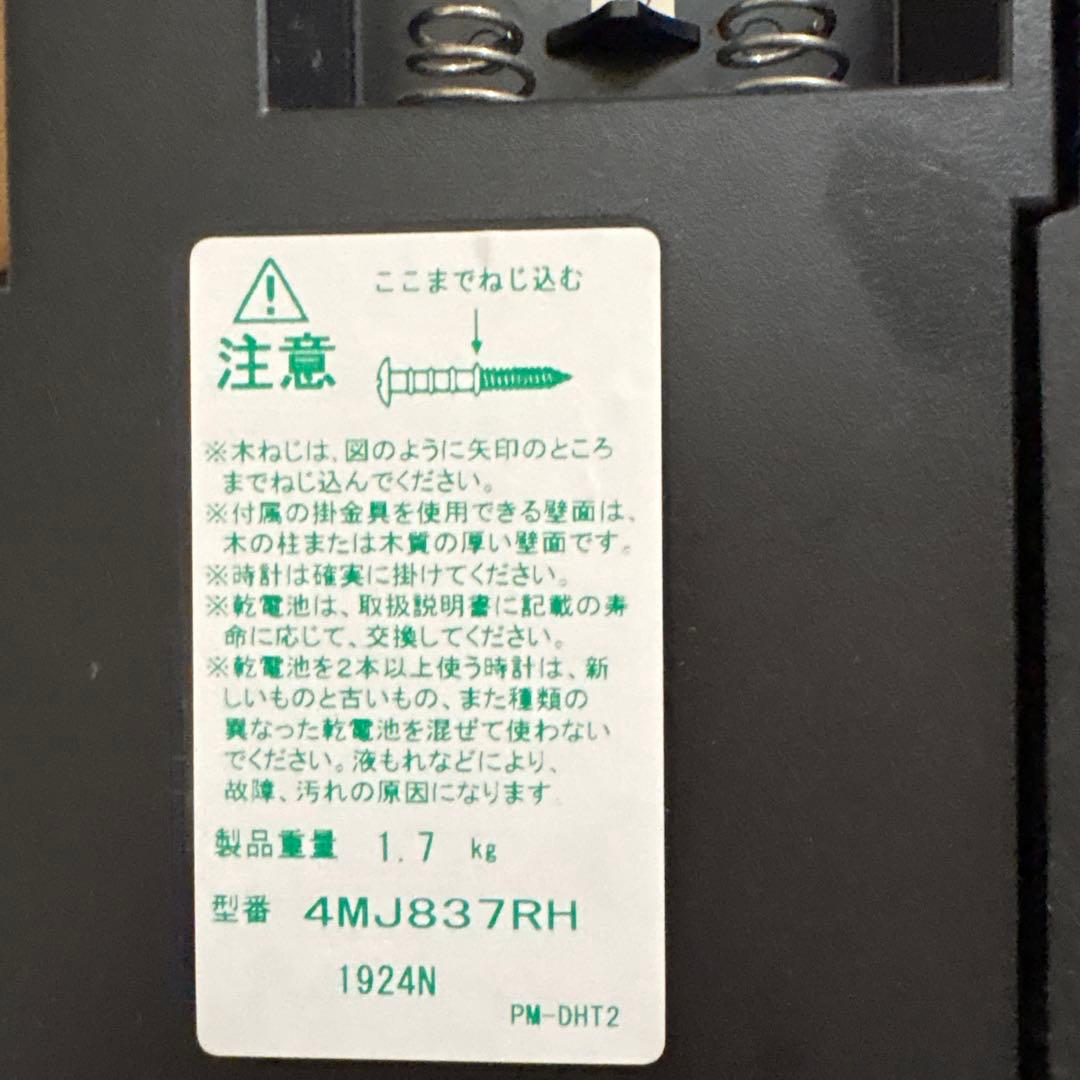 ここまでねじ込む
注意
※木ねじは、図のように矢印のところ
までねじ込んでください。
※付属の掛金具を使用できる壁面は、
木の柱または木質の厚い壁面です。
※時計は確実に掛けてください。
※乾電池は、取扱説明書に記載の寿
命に応じて、交換してください。
※乾電池を2本以上使う時計は、新
しいものと古いもの、また種類の
異なった乾電池を混ぜて使わない
でください。液もれなどにより、
故障、汚れの原因になります
製品重量 1.7 kg
型番 4MJ837RH
1924N
PM-DHT2